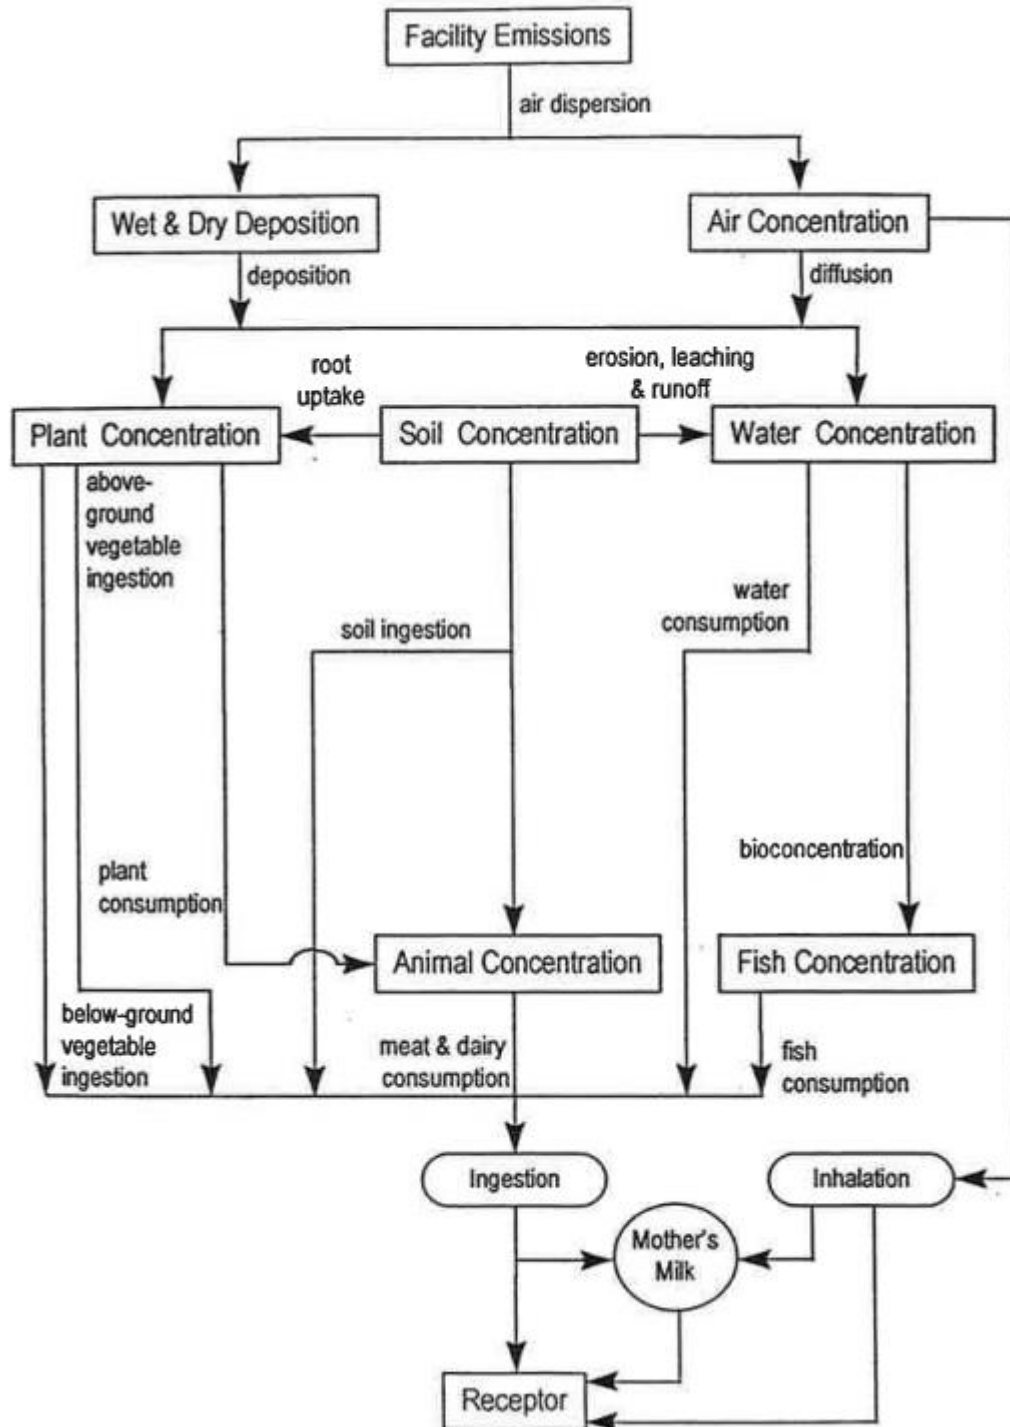 Facility Emissions
air dispersion
Wet & Dry Deposition
Air Concentration
deposition
diffusion
root
uptake
erosion, leaching
& runoff
Plant Concentration
Soil Concentration
Water Concentration
above-
ground
vegetable
ingestion
soil ingestion
water
consumption
plant
consumption
bioconcentration
Animal Concentration
Fish Concentration
below-ground
vegetable
ingestion
meat & dairy
consumption
fish
consumption
Ingestion
Inhalation
Mother's
Milk
Receptor